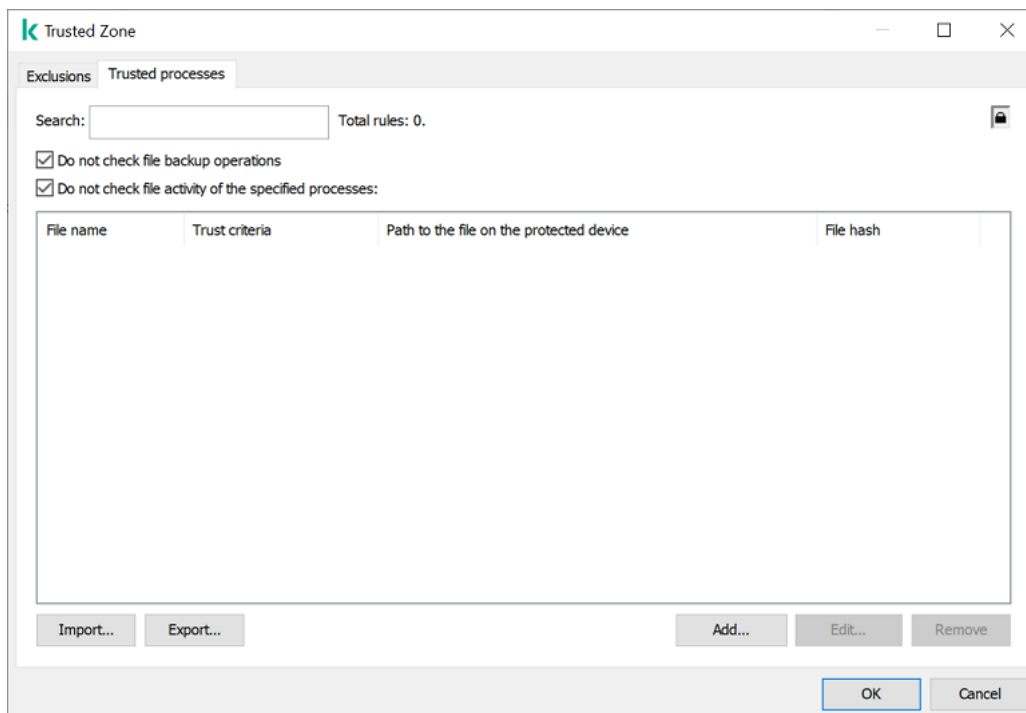 Trusted Zone
Exclusions Trusted processes
Search: Total rules: 0.
Do not check file backup operations
Do not check file activity of the specified processes:
File name Trust criteria Path to the file on the protected device File hash
Import... Export... Add... Edit... Remove
OK Cancel